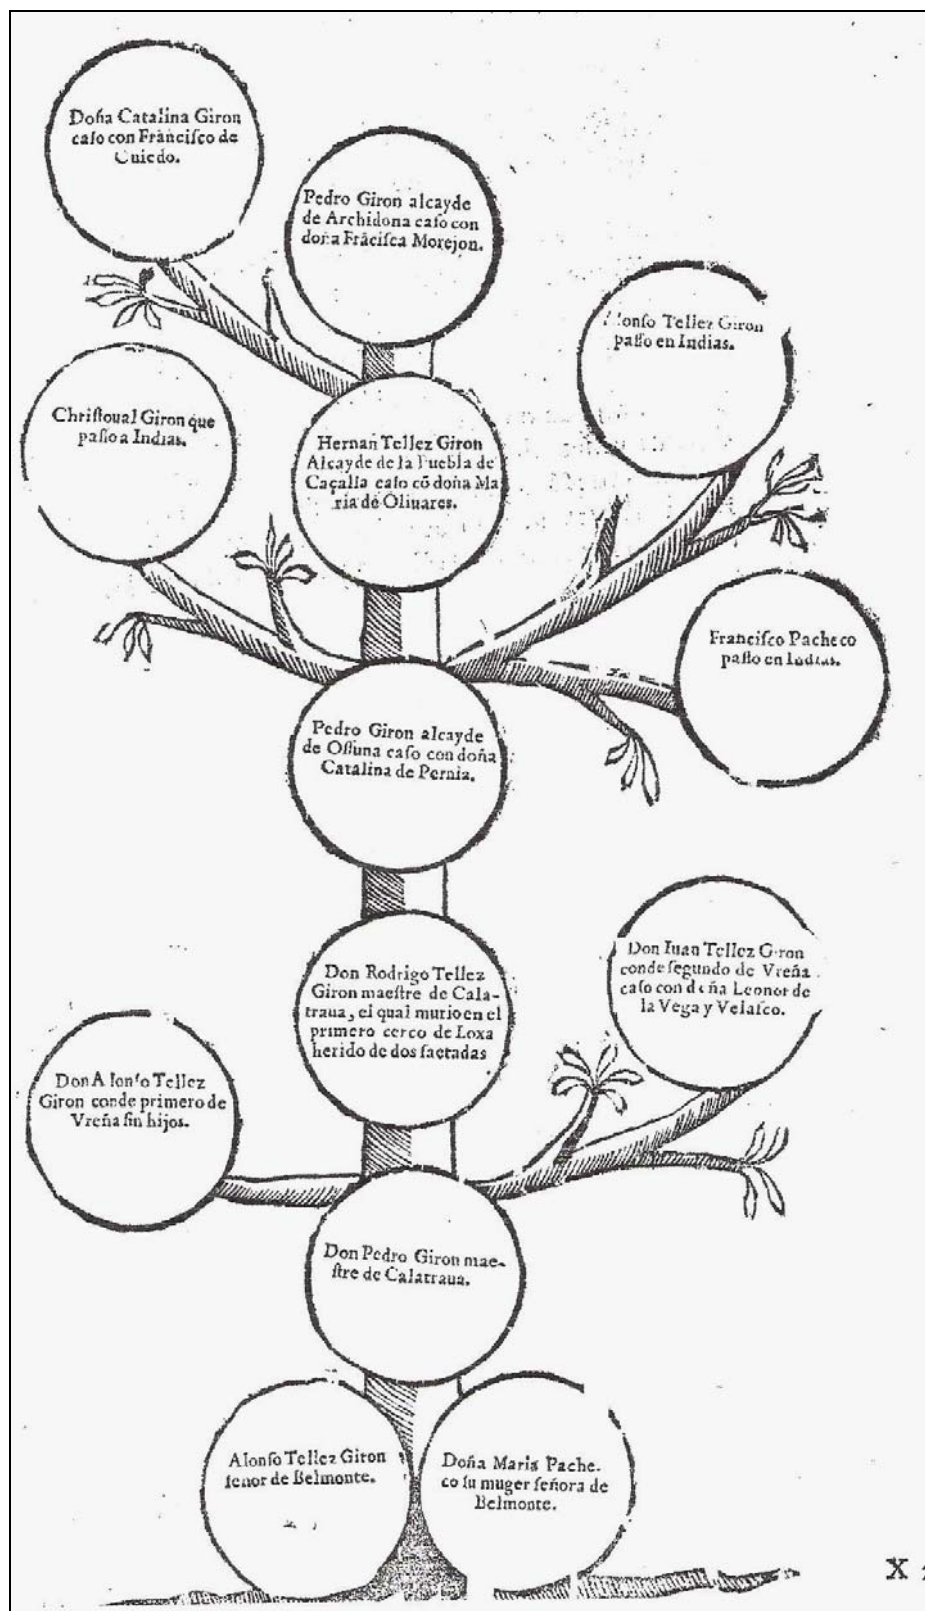 Doña Catalina Giron
caſo con Frãnciſco de
Ouiedo.
Pedro Giron alcayde
de Archidona caſo con
doña Frãciſca Morejon.
Alonſo Tellez Giron
paſſo en Indias.
Chriſtoual Giron que
paſſo a Indias.
Hernan Tellez Giron
Alcayde de la Puebla de
Caçalla caſo cõ doña Ma
ria de Oliuares.
Franciſco Pacheco
paſſo en Indias.
Pedro Giron alcayde
de Oſſuna caſo con doña
Catalina de Pernia.
Don Rodrigo Tellez
Giron maeſtre de Cala-
traua, el qual murio en el
primero cerco de Loxa
herido de dos ſaetadas
Don Iuan Tellez Giron
conde ſegundo de Vreña
caſo con doña Leonor de
la Vega y Velaſco.
Don Alonſo Tellez
Giron conde primero de
Vreña ſin hijos.
Don Pedro Giron mae-
ſtre de Calatraua.
Alonſo Tellez Giron
ſeñor de Belmonte.
Doña Maria Pache-
co ſu muger ſeñora de
Belmonte.
X